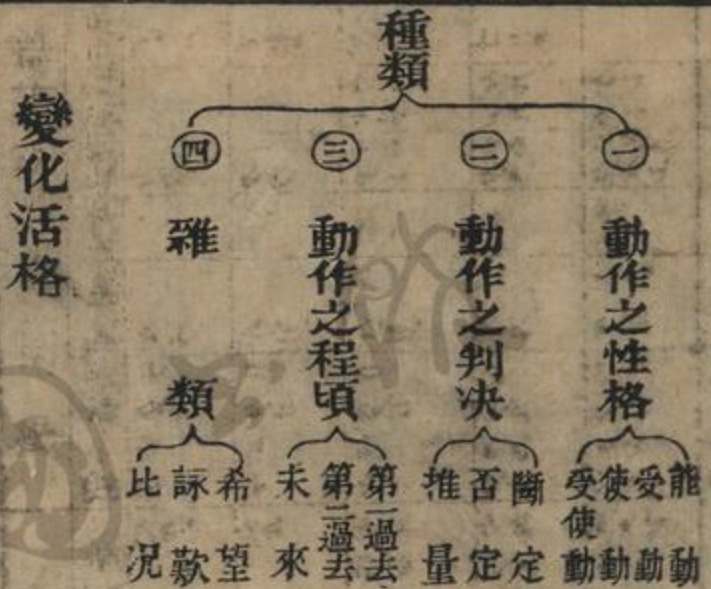 種類
㊀ 動作之性格
能動
受動
使動
受使動
㊁ 動作之判决
斷定
否定
推量
㊂ 動作之程頃
第一過去
第二過去
未來
㊃ 雜類
希望
詠歎
比况
變化活格